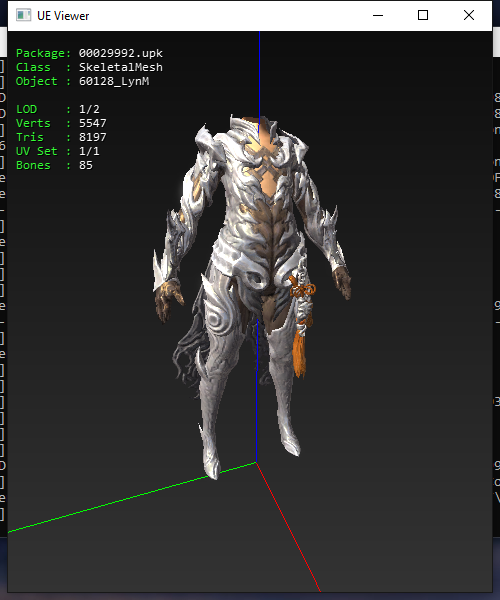 UE Viewer
Package: 00029992.upk
Class : SkeletalMesh
Object : 60128_LynM
LOD : 1/2
Verts : 5547
Tris : 8197
UV Set : 1/1
Bones : 85